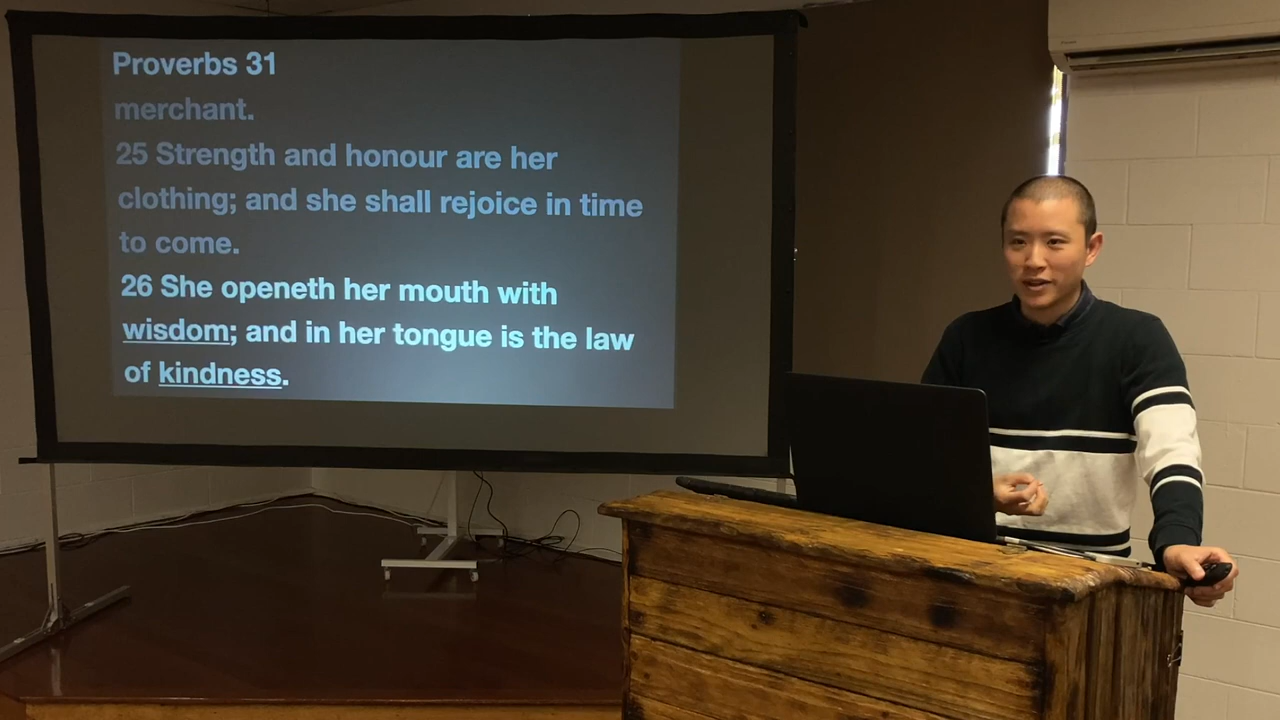 Proverbs 31
merchant.
25 Strength and honour are her
clothing; and she shall rejoice in time
to come.
26 She openeth her mouth with
wisdom; and in her tongue is the law
of kindness.